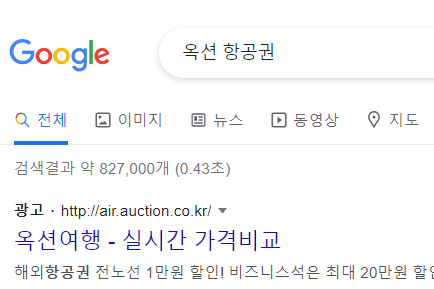 Google
옥션 항공권
전체 이미지 뉴스 동영상 지도
검색결과 약 827,000개 (0.43초)
광고 · http://air.auction.co.kr/
옥션여행 - 실시간 가격비교
해외항공권 전노선 1만원 할인! 비즈니스석은 최대 20만원 할인